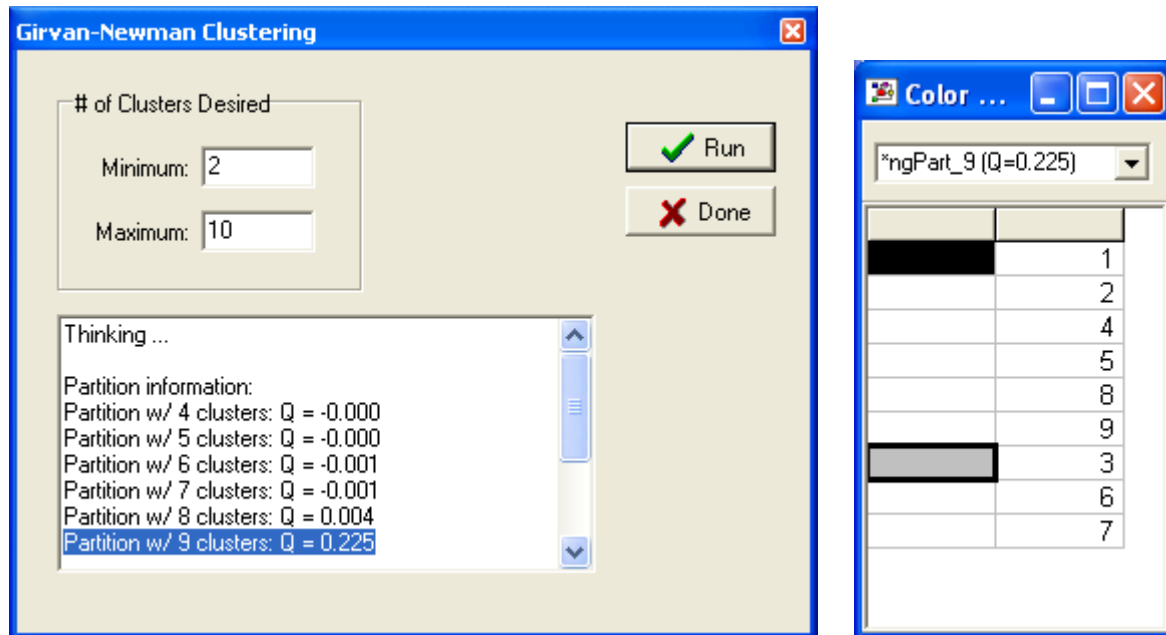 Girvan-Newman Clustering
# of Clusters Desired
Minimum: 2
Maximum: 10
Run
Done
Thinking ...
Partition information:
Partition w/ 4 clusters: Q = -0.000
Partition w/ 5 clusters: Q = -0.000
Partition w/ 6 clusters: Q = -0.001
Partition w/ 7 clusters: Q = -0.001
Partition w/ 8 clusters: Q = 0.004
Partition w/ 9 clusters: Q = 0.225
Color ...
*ngPart_9 (Q=0.225)
1
2
4
5
8
9
3
6
7